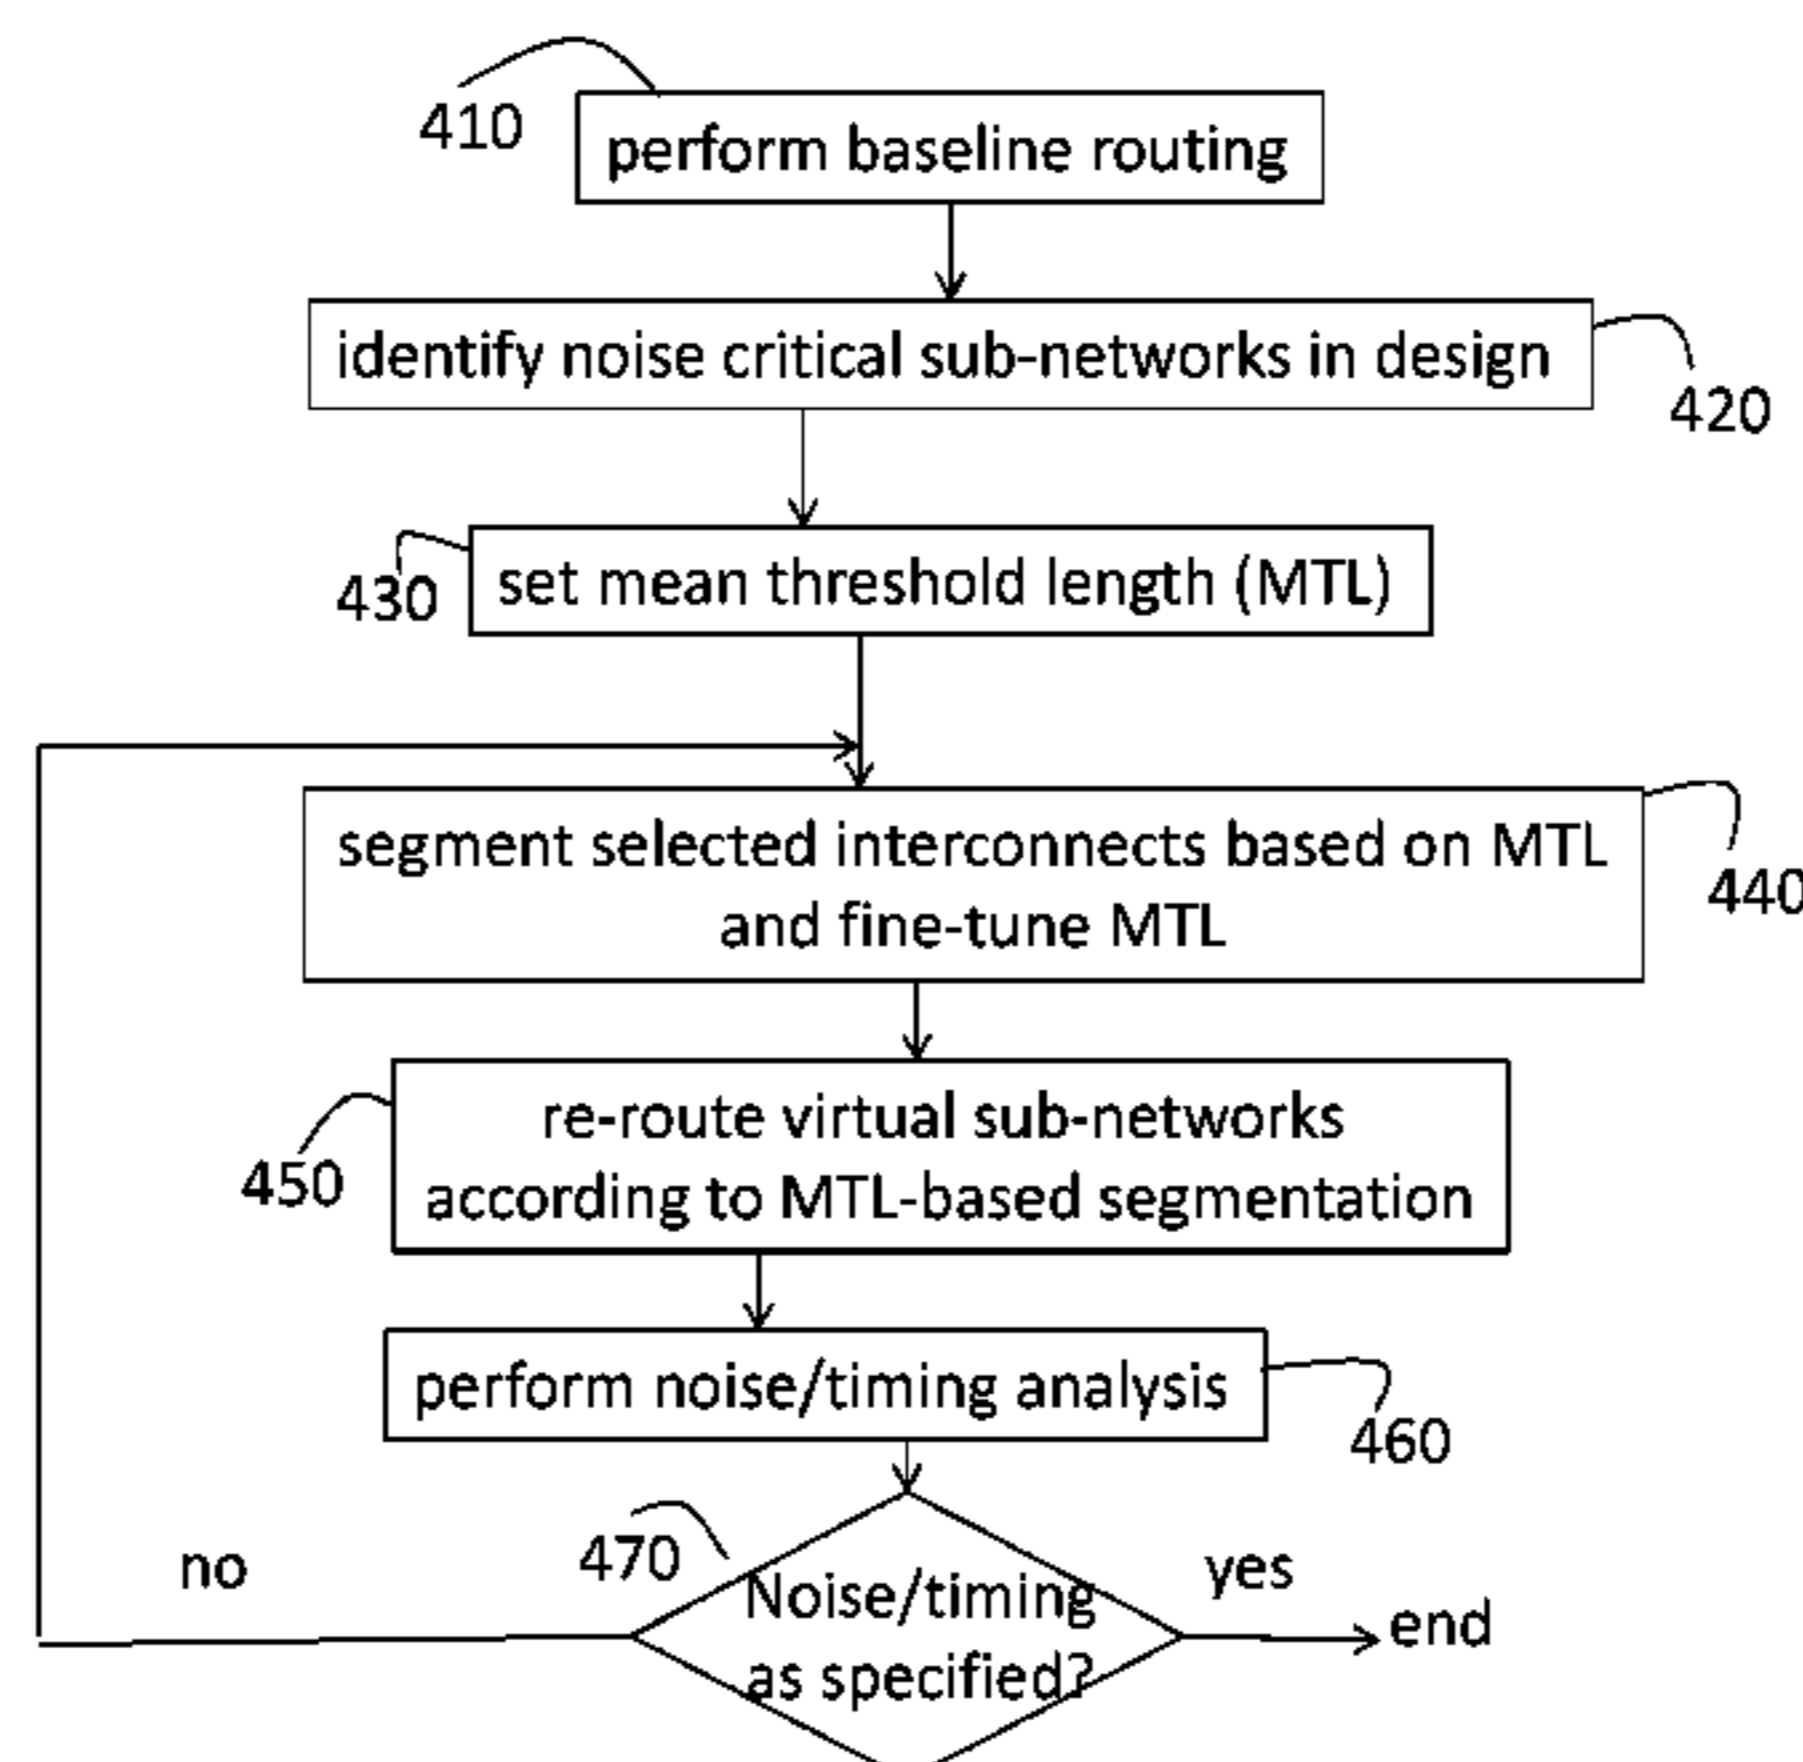 410
perform baseline routing
identify noise critical sub-networks in design
420
430
set mean threshold length (MTL)
segment selected interconnects based on MTL
and fine-tune MTL
440
re-route virtual sub-networks
450
according to MTL-based segmentation
perform noise/timing analysis
460
no
470
yes
Noise/timing
as specified?
end